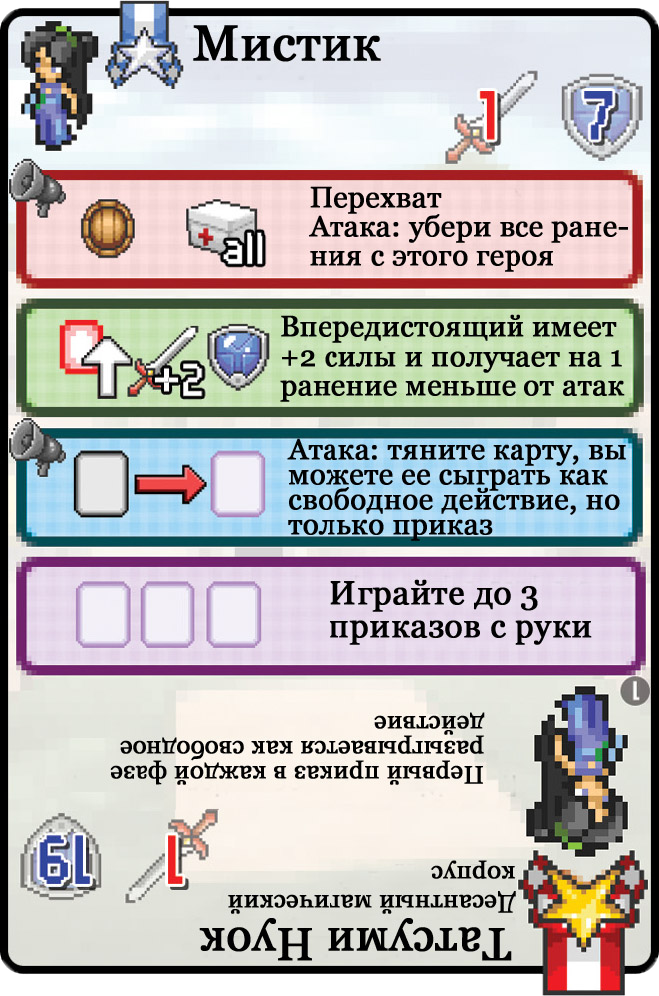 Мистик
1
7
Перехват
Атака: убери все ране-
ния с этого героя
all
Впередистоящий имеет
+2 силы и получает на 1
ранение меньше от атак
+2
Атака: тяните карту, вы
можете ее сыграть как
свободное действие, но
только приказ
Играйте до 3
приказов с руки
Татсуми Нуок
Десантный магический
корпус
1
19
Первый приказ в каждой фазе
разыгрывается как свободное
действие
1